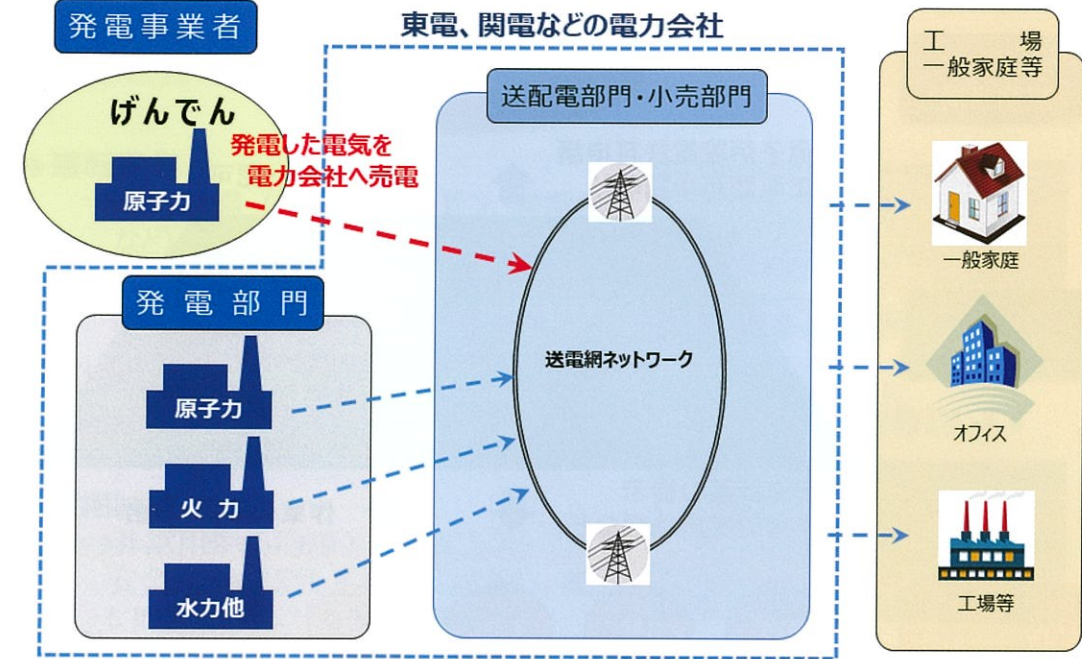 発電事業者
東電、関電などの電力会社
工　　場
一般家庭等
げんでん
原子力
発電した電気を
電力会社へ売電
送配電部門・小売部門
送電網ネットワーク
発電部門
原子力
火力
水力他
一般家庭
オフィス
工場等